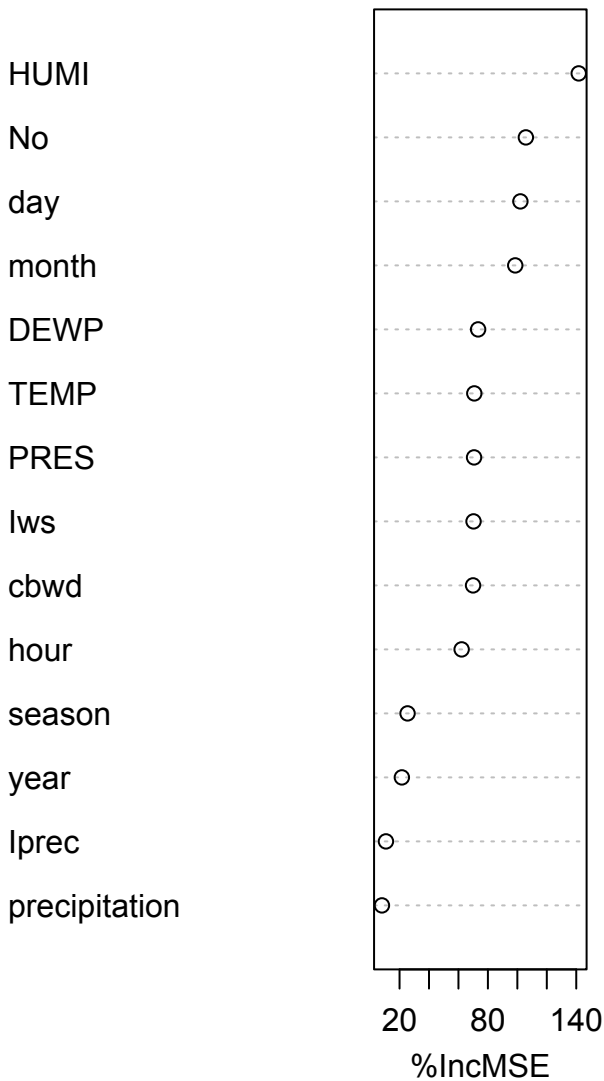 HUMI
No
day
month
DEWP
TEMP
PRES
Iws
cbwd
hour
season
year
Iprec
precipitation
20 80 140
%IncMSE